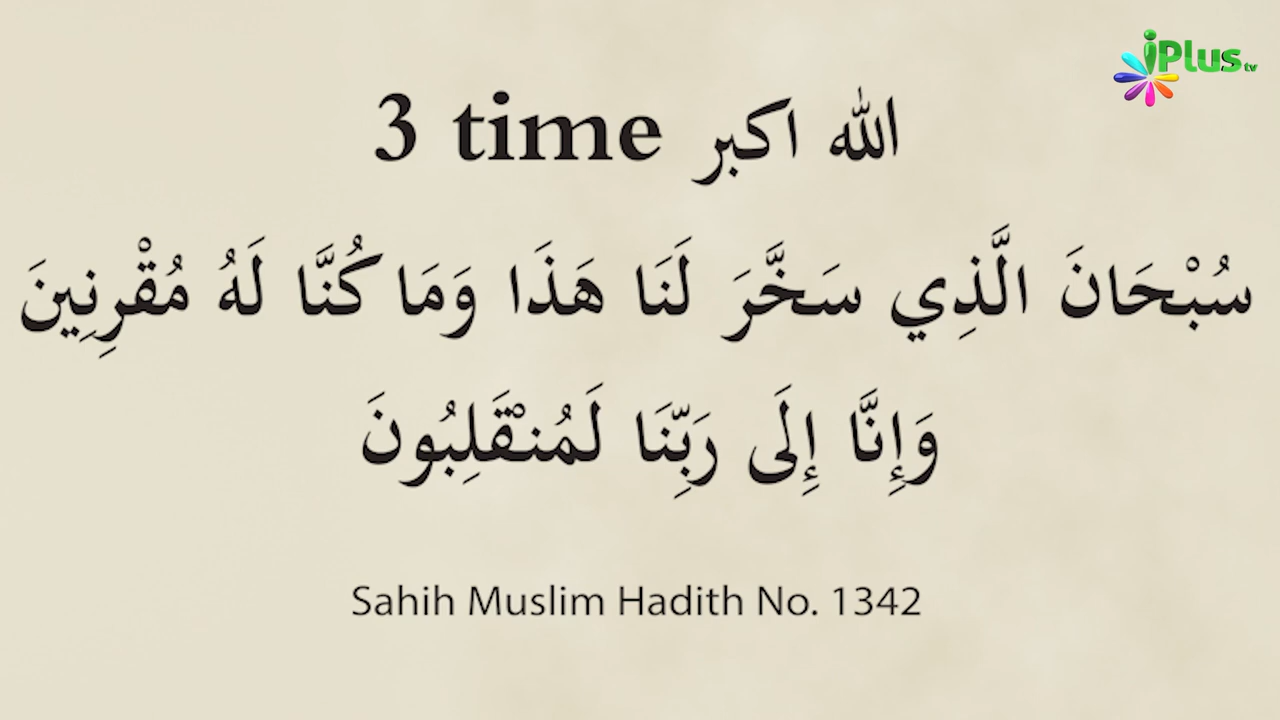 iPlus tv
الله اكبر 3 time
سُبْحَانَ الَّذِي سَخَّرَ لَنَا هَذَا وَمَا كُنَّا لَهُ مُقْرِنِينَ
وَإِنَّا إِلَى رَبِّنَا لَمُنْقَلِبُونَ
Sahih Muslim Hadith No. 1342